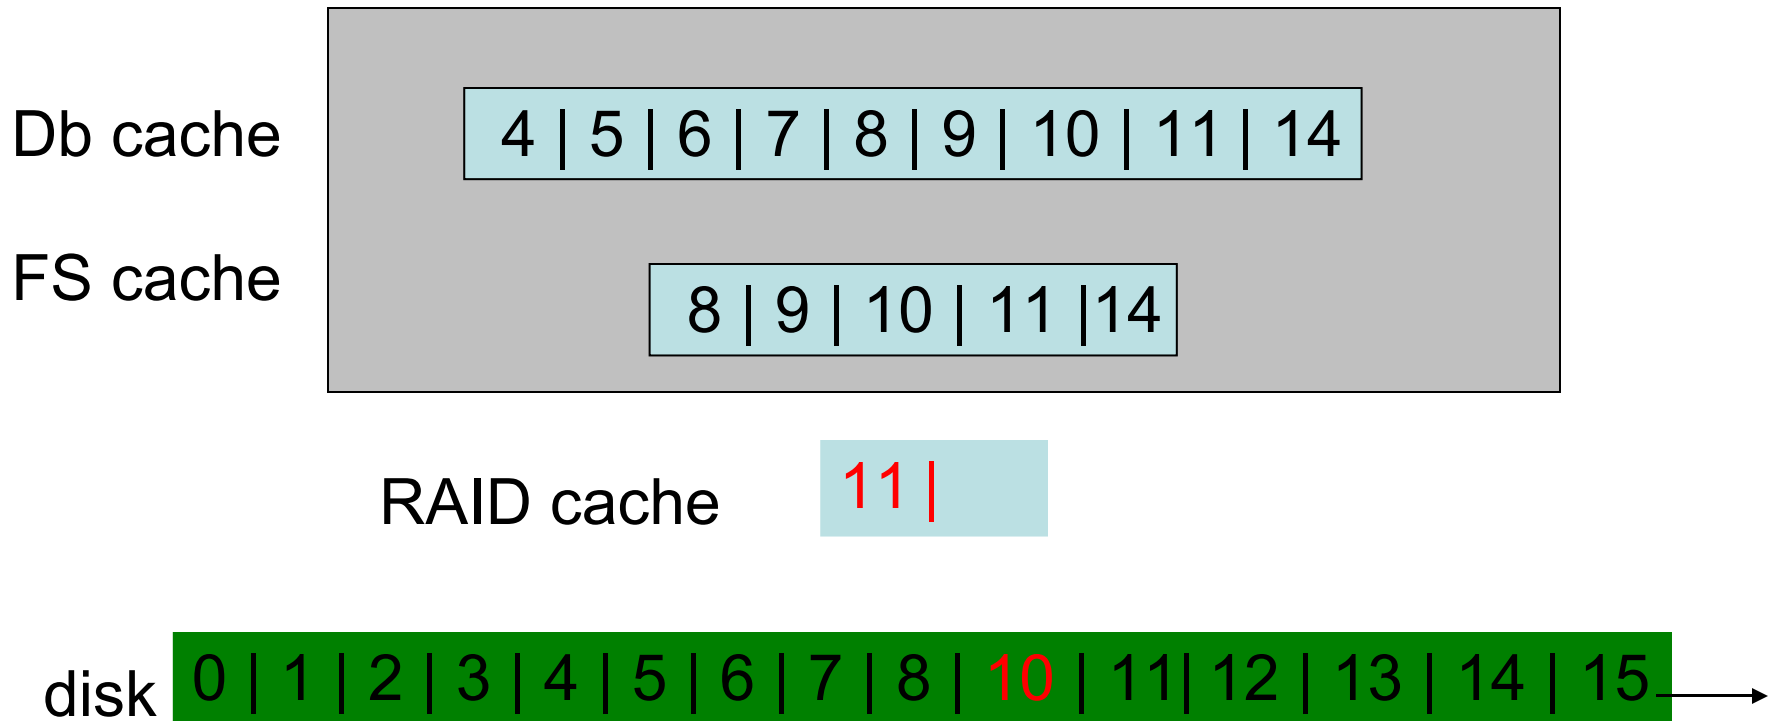 Db cache 4 | 5 | 6 | 7 | 8 | 9 | 10 | 11 | 14
FS cache 8 | 9 | 10 | 11 |14
RAID cache 11 |
disk 0 | 1 | 2 | 3 | 4 | 5 | 6 | 7 | 8 | 10 | 11| 12 | 13 | 14 | 15